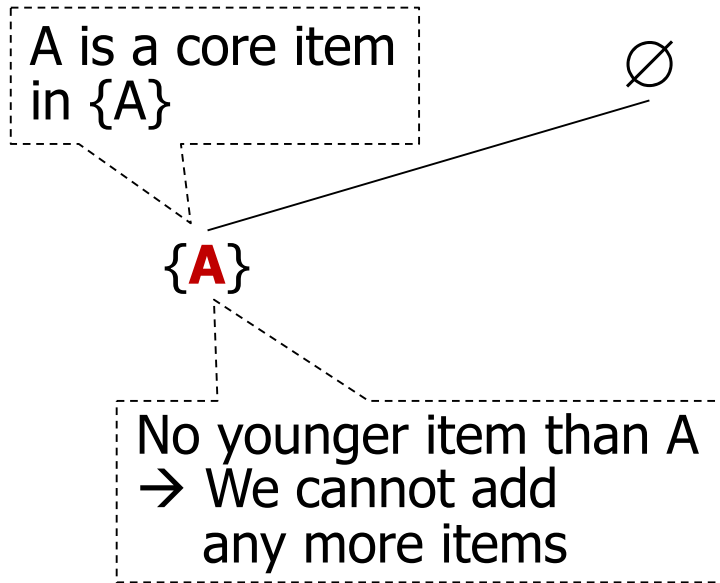 A is a core item
in {A}
∅
{A}
No younger item than A
→ We cannot add
any more items